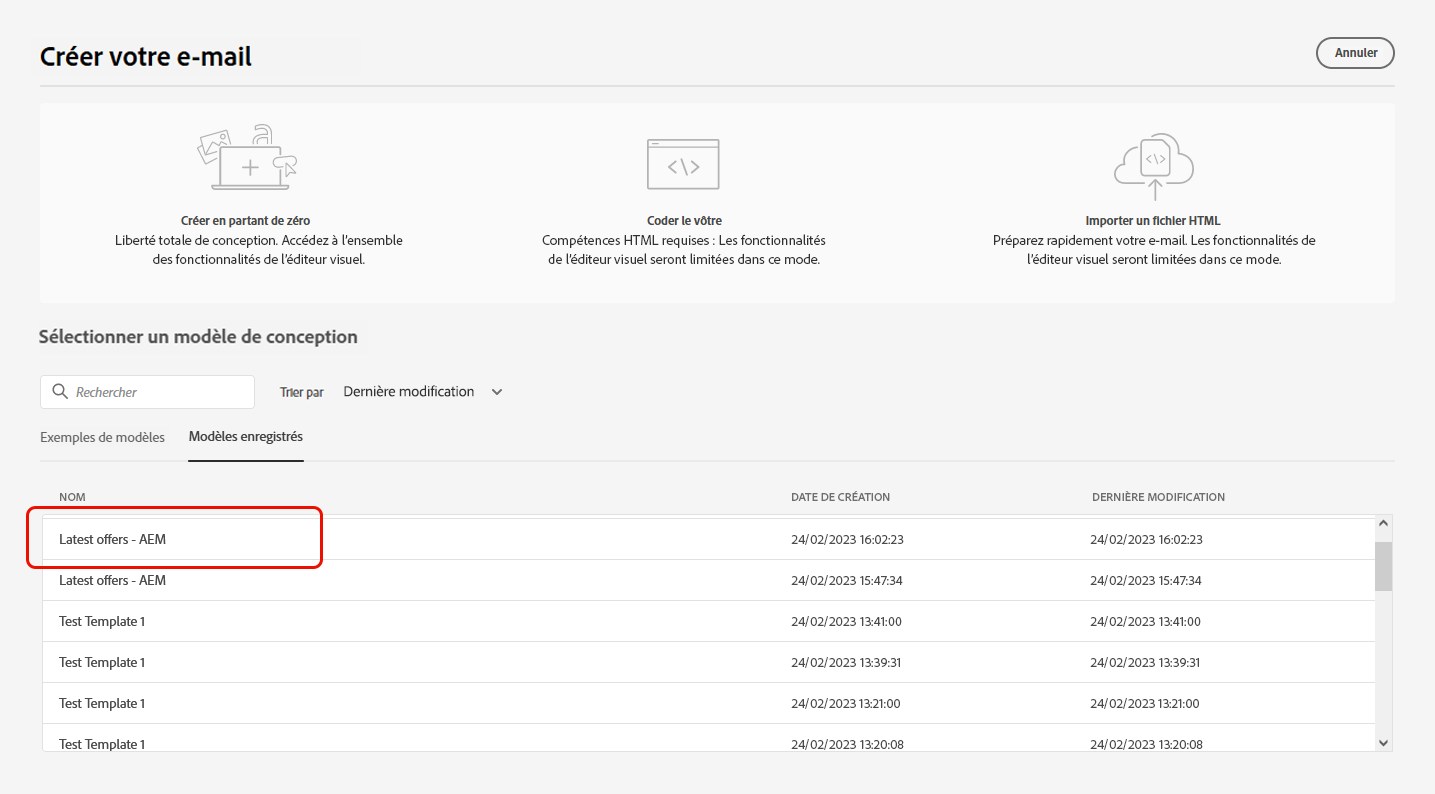 Créer votre e-mail
Annuler
Créer en partant de zéro
Liberté totale de conception. Accédez à l'ensemble
des fonctionnalités de l'éditeur visuel.
Coder le vôtre
Compétences HTML requises : Les fonctionnalités
de l'éditeur visuel seront limitées dans ce mode.
Importer un fichier HTML
Préparez rapidement votre e-mail. Les fonctionnalités de
l'éditeur visuel seront limitées dans ce mode.
Sélectionner un modèle de conception
Rechercher Trier par Dernière modification
Exemples de modèles Modèles enregistrés
NOM DATE DE CRÉATION DERNIÈRE MODIFICATION
Latest offers - AEM 24/02/2023 16:02:23 24/02/2023 16:02:23
Latest offers - AEM 24/02/2023 15:47:34 24/02/2023 15:47:34
Test Template 1 24/02/2023 13:41:00 24/02/2023 13:41:00
Test Template 1 24/02/2023 13:39:31 24/02/2023 13:39:31
Test Template 1 24/02/2023 13:21:00 24/02/2023 13:21:00
Test Template 1 24/02/2023 13:20:08 24/02/2023 13:20:08